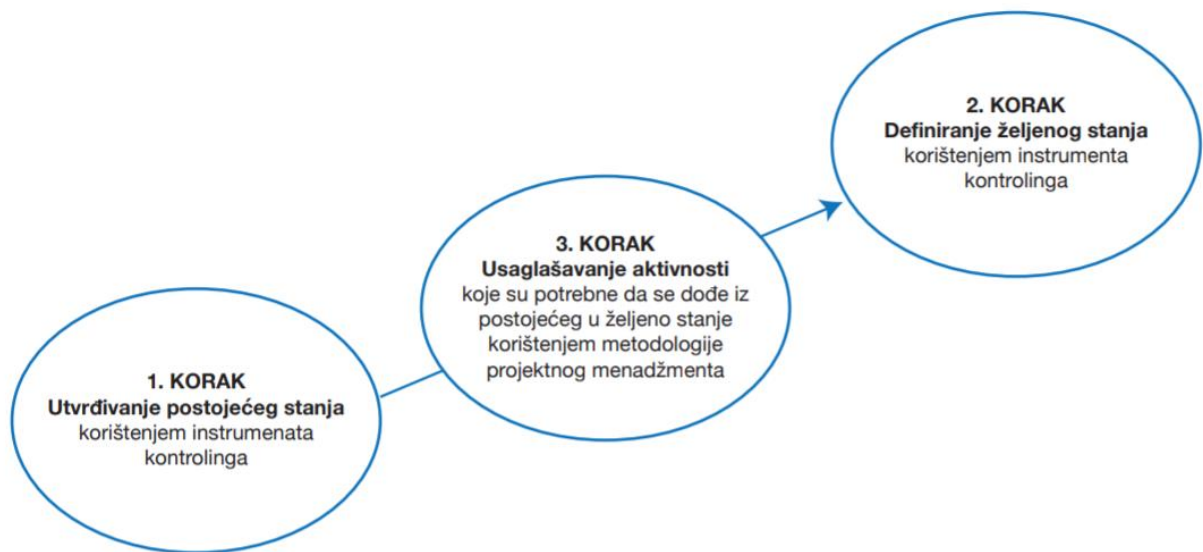 1. KORAK
Utvrđivanje postojećeg stanja
korištenjem instrumenata
kontrolinga
2. KORAK
Definiranje željenog stanja
korištenjem instrumenta
kontrolinga
3. KORAK
Usaglašavanje aktivnosti
koje su potrebne da se dođe iz
postojećeg u željeno stanje
korištenjem metodologije
projektnog menadžmenta